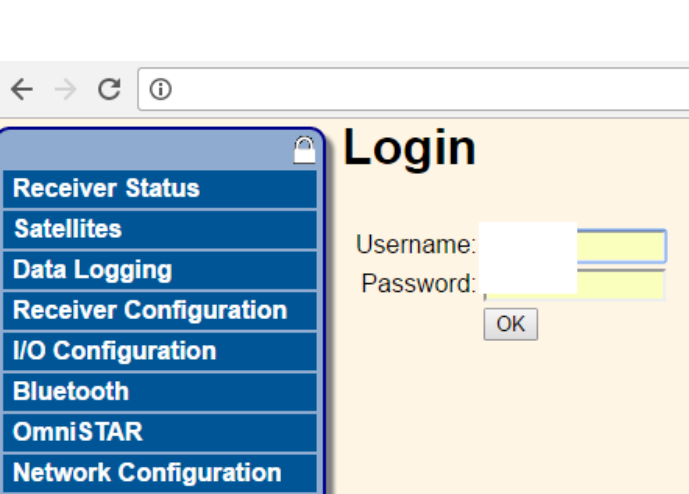 Login
Receiver Status
Satellites
Data Logging
Receiver Configuration
I/O Configuration
Bluetooth
OmniSTAR
Network Configuration
Username:
Password:
OK